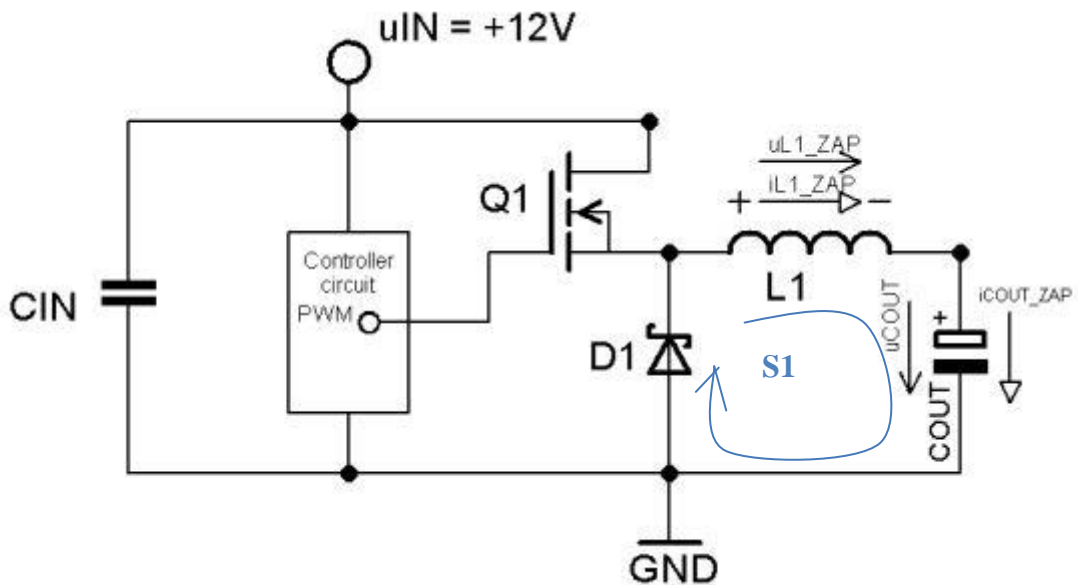 uIN = +12V
uL1_ZAP
iL1_ZAP
+
−
Q1
Controller
circuit
PWM
CIN
L1
uCOUT
+
iCOUT_ZAP
D1
S1
COUT
GND